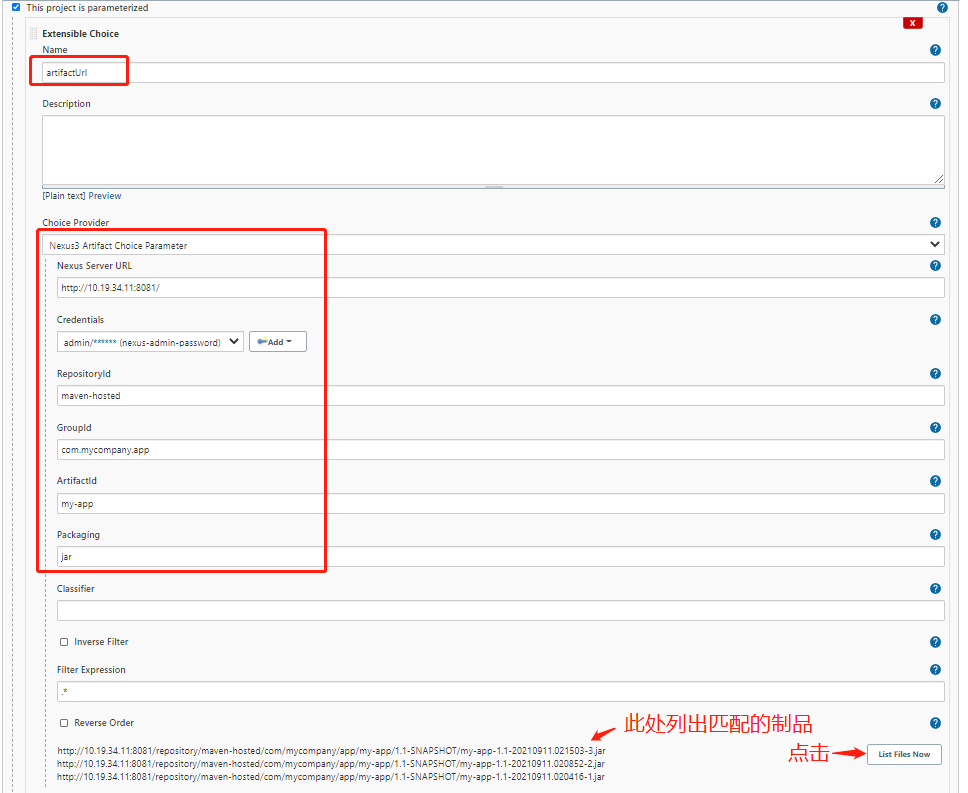 This project is parameterized
X
Extensible Choice
Name
artifactUrl
Description
[Plain text] Preview
Choice Provider
Nexus3 Artifact Choice Parameter
Nexus Server URL
http://10.19.34.11:8081/
Credentials
admin/****** (nexus-admin-password) Add
RepositoryId
maven-hosted
GroupId
com.mycompany.app
ArtifactId
my-app
Packaging
jar
Classifier
Inverse Filter
Filter Expression
.*
Reverse Order
此处列出匹配的制品
http://10.19.34.11:8081/repository/maven-hosted/com/mycompany/app/my-app/1.1-SNAPSHOT/my-app-1.1-20210911.021503-3.jar
点击 List Files Now
http://10.19.34.11:8081/repository/maven-hosted/com/mycompany/app/my-app/1.1-SNAPSHOT/my-app-1.1-20210911.020852-2.jar
http://10.19.34.11:8081/repository/maven-hosted/com/mycompany/app/my-app/1.1-SNAPSHOT/my-app-1.1-20210911.020416-1.jar